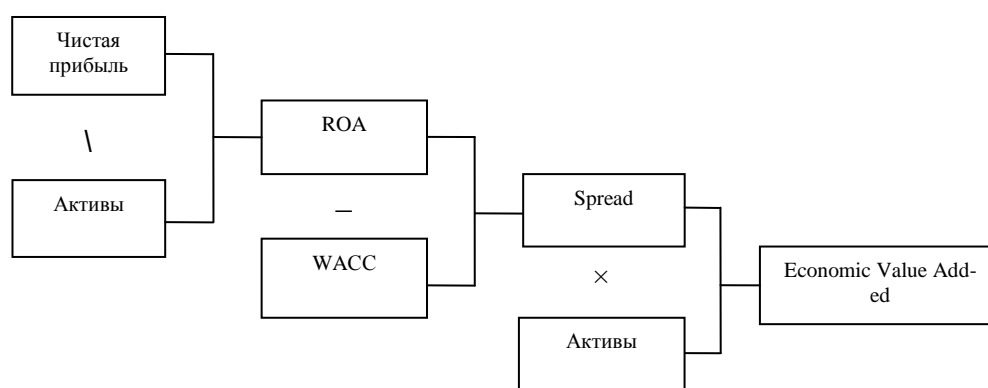 Чистая
прибыль
\
Активы
ROA
–
WACC
Spread
×
Активы
Economic Value Add-
ed